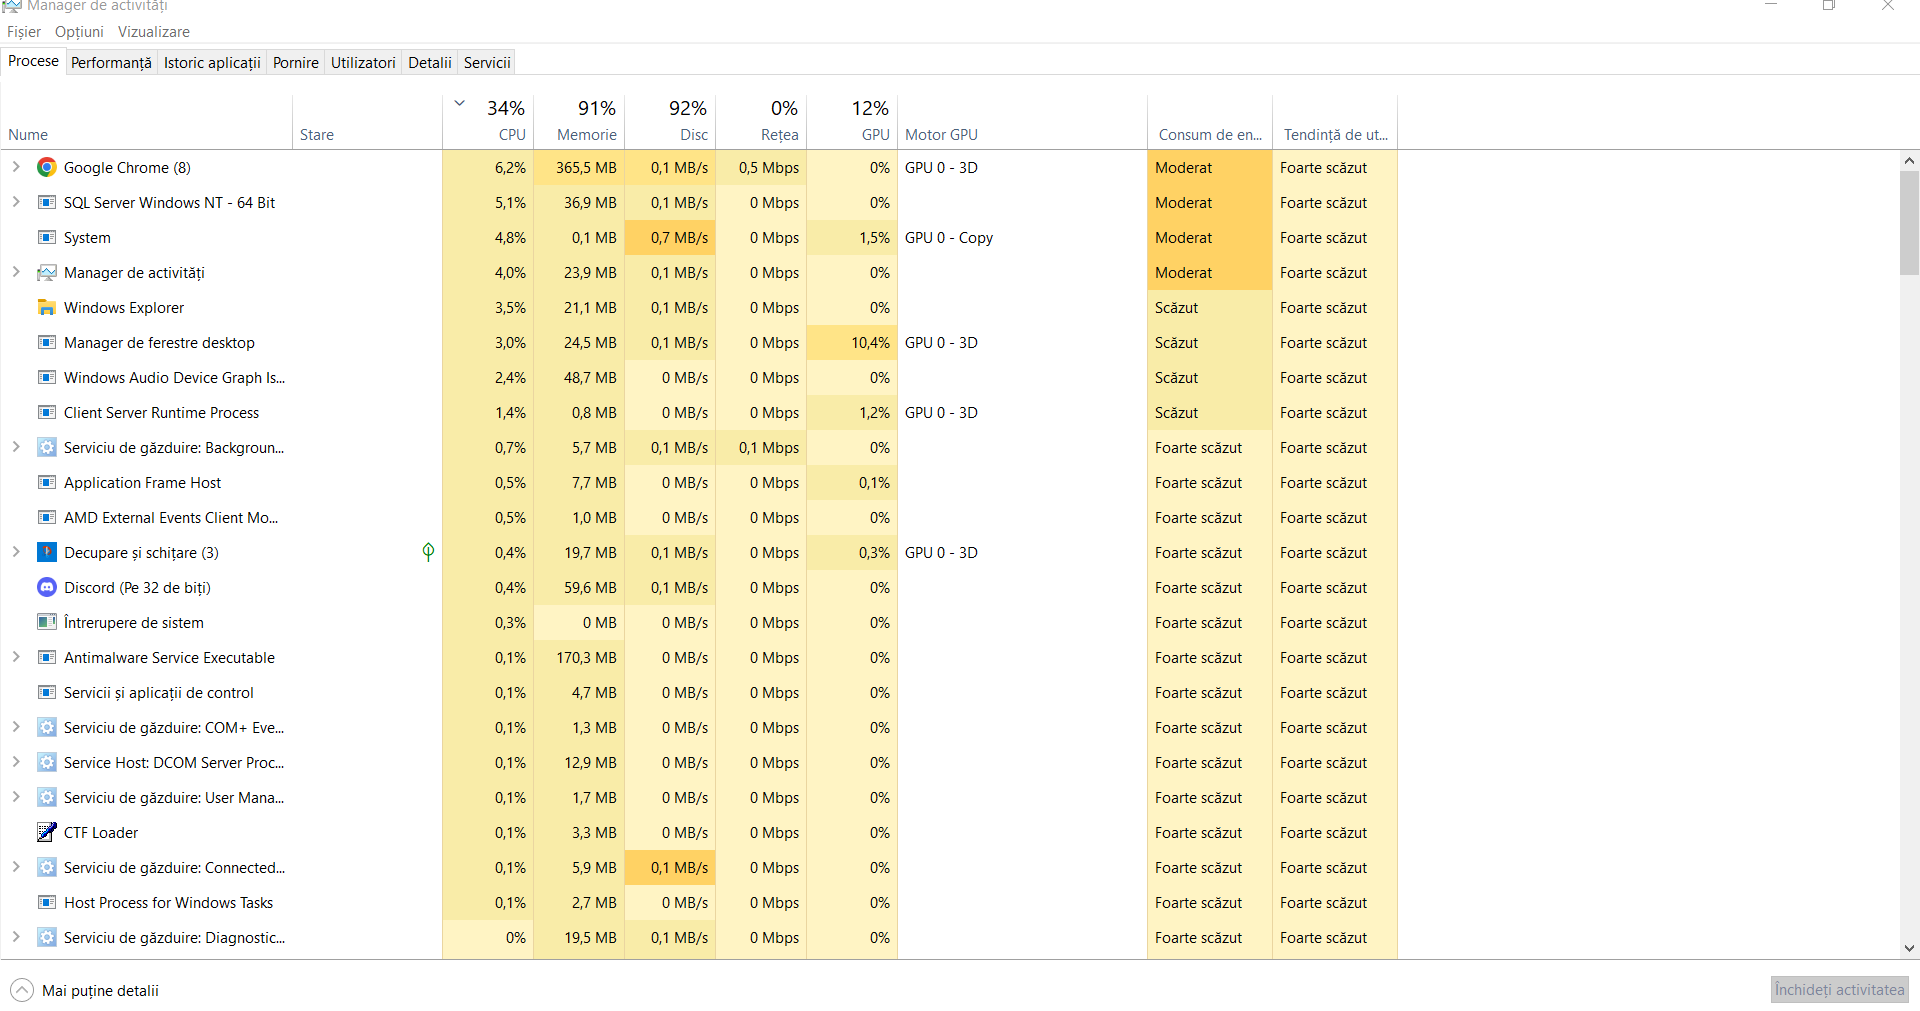 Manager de activități
Fișier Opțiuni Vizualizare
Procese Performanță Istoric aplicații Pornire Utilizatori Detalii Servicii
34% 91% 92% 0% 12%
Nume Stare CPU Memorie Disc Rețea GPU Motor GPU Consum de en... Tendință de ut...
Google Chrome (8) 6,2% 365,5 MB 0,1 MB/s 0,5 Mbps 0% GPU 0 - 3D Moderat Foarte scăzut
SQL Server Windows NT - 64 Bit 5,1% 36,9 MB 0,1 MB/s 0 Mbps 0% Moderat Foarte scăzut
System 4,8% 0,1 MB 0,7 MB/s 0 Mbps 1,5% GPU 0 - Copy Moderat Foarte scăzut
Manager de activități 4,0% 23,9 MB 0,1 MB/s 0 Mbps 0% Moderat Foarte scăzut
Windows Explorer 3,5% 21,1 MB 0,1 MB/s 0 Mbps 0% Scăzut Foarte scăzut
Manager de ferestre desktop 3,0% 24,5 MB 0,1 MB/s 0 Mbps 10,4% GPU 0 - 3D Scăzut Foarte scăzut
Windows Audio Device Graph Is... 2,4% 48,7 MB 0 MB/s 0 Mbps 0% Scăzut Foarte scăzut
Client Server Runtime Process 1,4% 0,8 MB 0 MB/s 0 Mbps 1,2% GPU 0 - 3D Scăzut Foarte scăzut
Serviciu de găzduire: Backgroun... 0,7% 5,7 MB 0,1 MB/s 0,1 Mbps 0% Foarte scăzut Foarte scăzut
Application Frame Host 0,5% 7,7 MB 0 MB/s 0 Mbps 0,1% Foarte scăzut Foarte scăzut
AMD External Events Client Mo... 0,5% 1,0 MB 0 MB/s 0 Mbps 0% Foarte scăzut Foarte scăzut
Decupare și schițare (3) 0,4% 19,7 MB 0,1 MB/s 0 Mbps 0,3% GPU 0 - 3D Foarte scăzut Foarte scăzut
Discord (Pe 32 de biți) 0,4% 59,6 MB 0,1 MB/s 0 Mbps 0% Foarte scăzut Foarte scăzut
Întrerupere de sistem 0,3% 0 MB 0 MB/s 0 Mbps 0% Foarte scăzut Foarte scăzut
Antimalware Service Executable 0,1% 170,3 MB 0 MB/s 0 Mbps 0% Foarte scăzut Foarte scăzut
Servicii și aplicații de control 0,1% 4,7 MB 0 MB/s 0 Mbps 0% Foarte scăzut Foarte scăzut
Serviciu de găzduire: COM+ Eve... 0,1% 1,3 MB 0 MB/s 0 Mbps 0% Foarte scăzut Foarte scăzut
Service Host: DCOM Server Proc... 0,1% 12,9 MB 0 MB/s 0 Mbps 0% Foarte scăzut Foarte scăzut
Serviciu de găzduire: User Mana... 0,1% 1,7 MB 0 MB/s 0 Mbps 0% Foarte scăzut Foarte scăzut
CTF Loader 0,1% 3,3 MB 0 MB/s 0 Mbps 0% Foarte scăzut Foarte scăzut
Serviciu de găzduire: Connected... 0,1% 5,9 MB 0,1 MB/s 0 Mbps 0% Foarte scăzut Foarte scăzut
Host Process for Windows Tasks 0,1% 2,7 MB 0 MB/s 0 Mbps 0% Foarte scăzut Foarte scăzut
Serviciu de găzduire: Diagnostic... 0% 19,5 MB 0,1 MB/s 0 Mbps 0% Foarte scăzut Foarte scăzut
Mai puține detalii Închideți activitatea